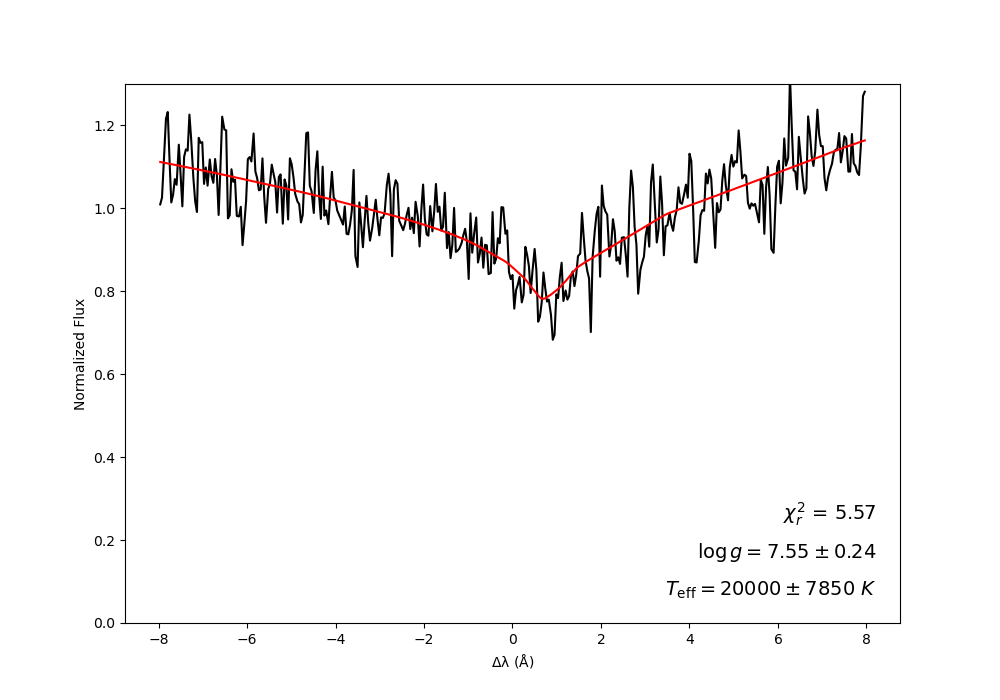 1.2
1.0
0.8
0.6
0.4
0.2
0.0
Normalized Flux
χ²ᵣ = 5.57
log g = 7.55 ± 0.24
T_eff = 20000 ± 7850 K
−8 −6 −4 −2 0 2 4 6 8
Δλ (Å)